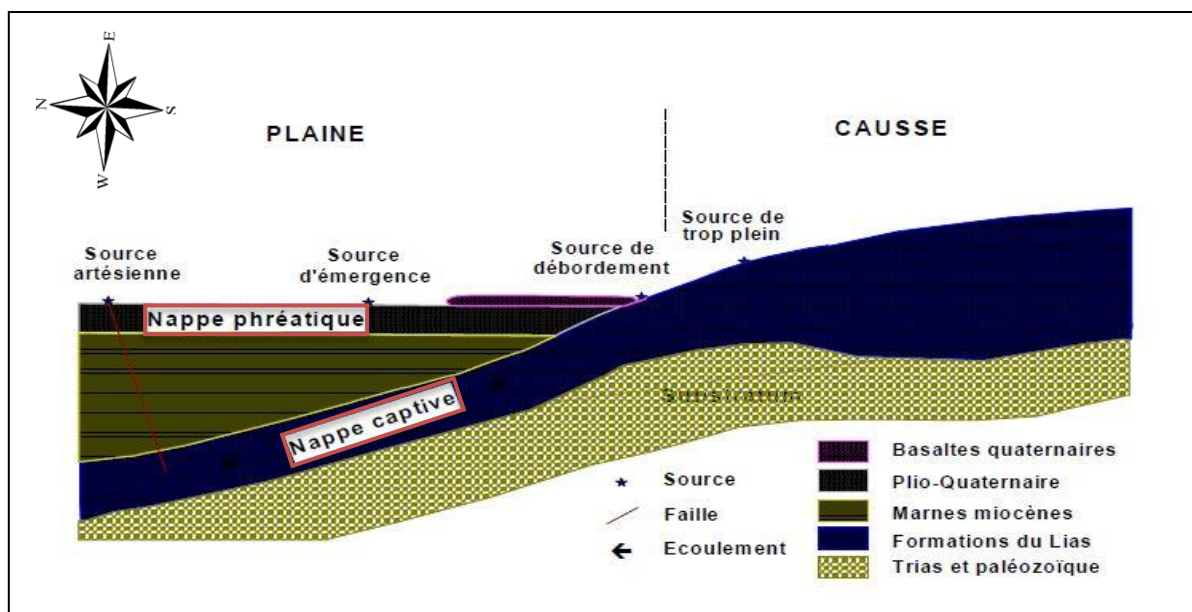 E
N
S
W
PLAINE
CAUSSE
Source
artésienne
Source
d'émergence
Source de
débordement
Source de
trop plein
Nappe phréatique
Nappe captive
Substratum
Source
Faille
Ecoulement
Basaltes quaternaires
Plio-Quaternaire
Marnes miocènes
Formations du Lias
Trias et paléozoïque